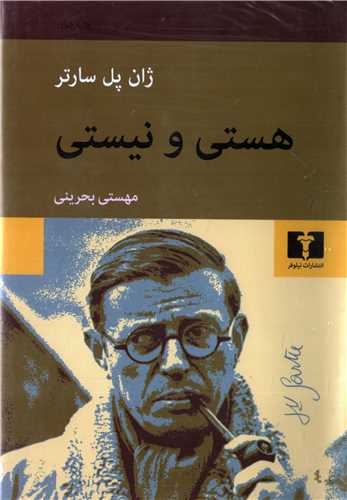 ژان پل سارتر
هستی و نیستی
مهستی بحرینی
انتشارات نیلوفر